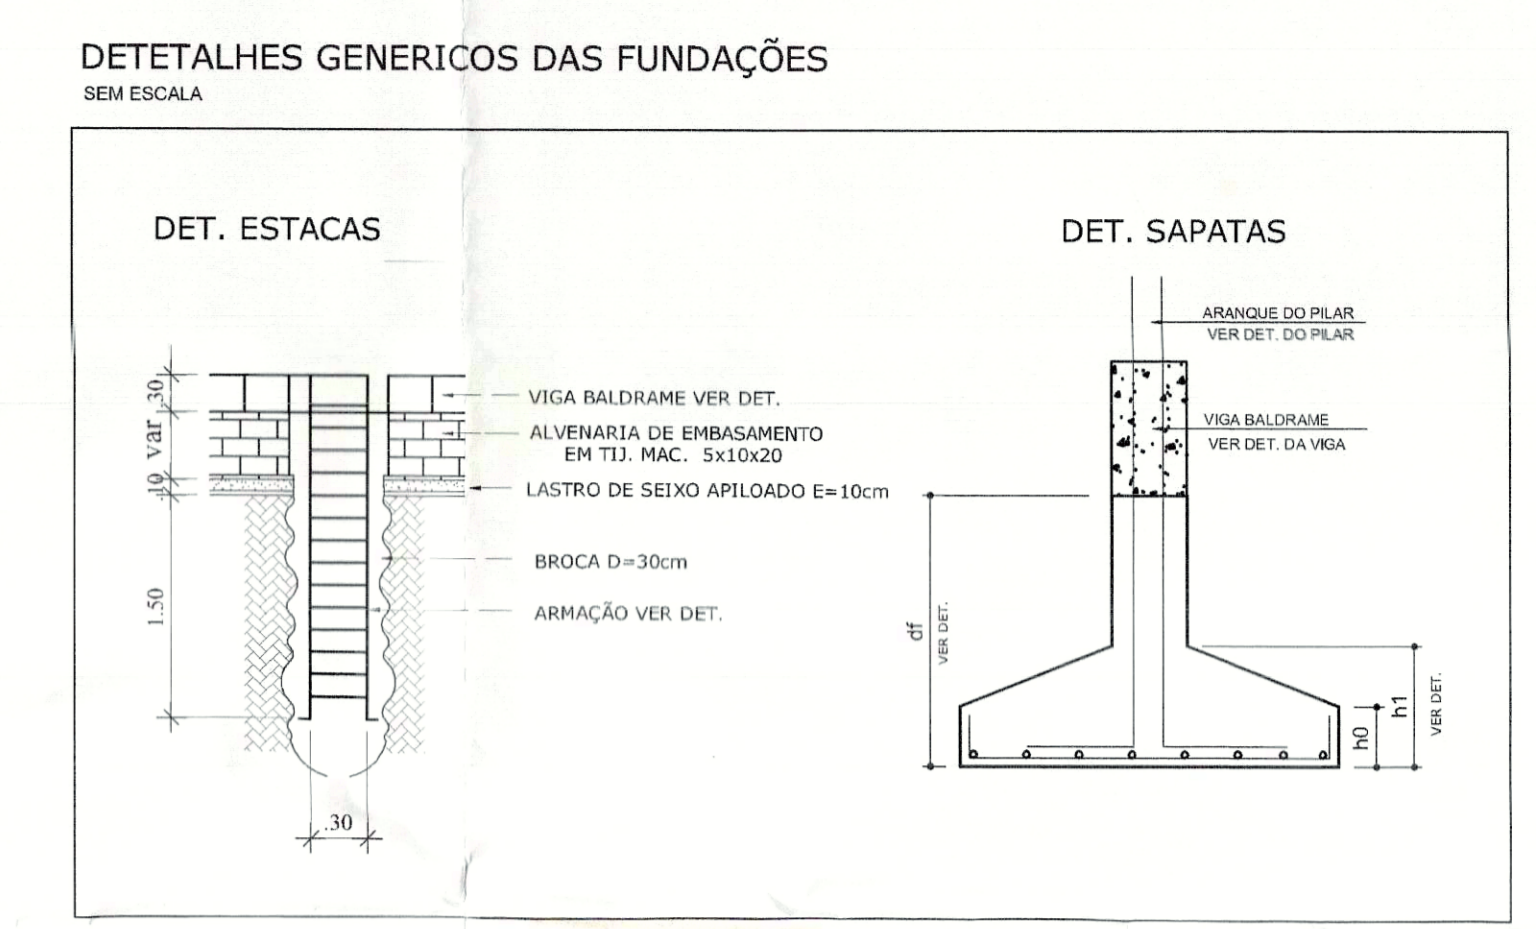 DETETALHES GENERICOS DAS FUNDAÇÕES
SEM ESCALA
DET. ESTACAS
.30
var
.10
1.50
.30
VIGA BALDRAME VER DET.
ALVENARIA DE EMBASAMENTO
EM TIJ. MAC. 5x10x20
LASTRO DE SEIXO APILOADO E=10cm
BROCA D=30cm
ARMAÇÃO VER DET.
DET. SAPATAS
ARANQUE DO PILAR
VER DET. DO PILAR
VIGA BALDRAME
VER DET. DA VIGA
df
VER DET.
h0
h1
VER DET.